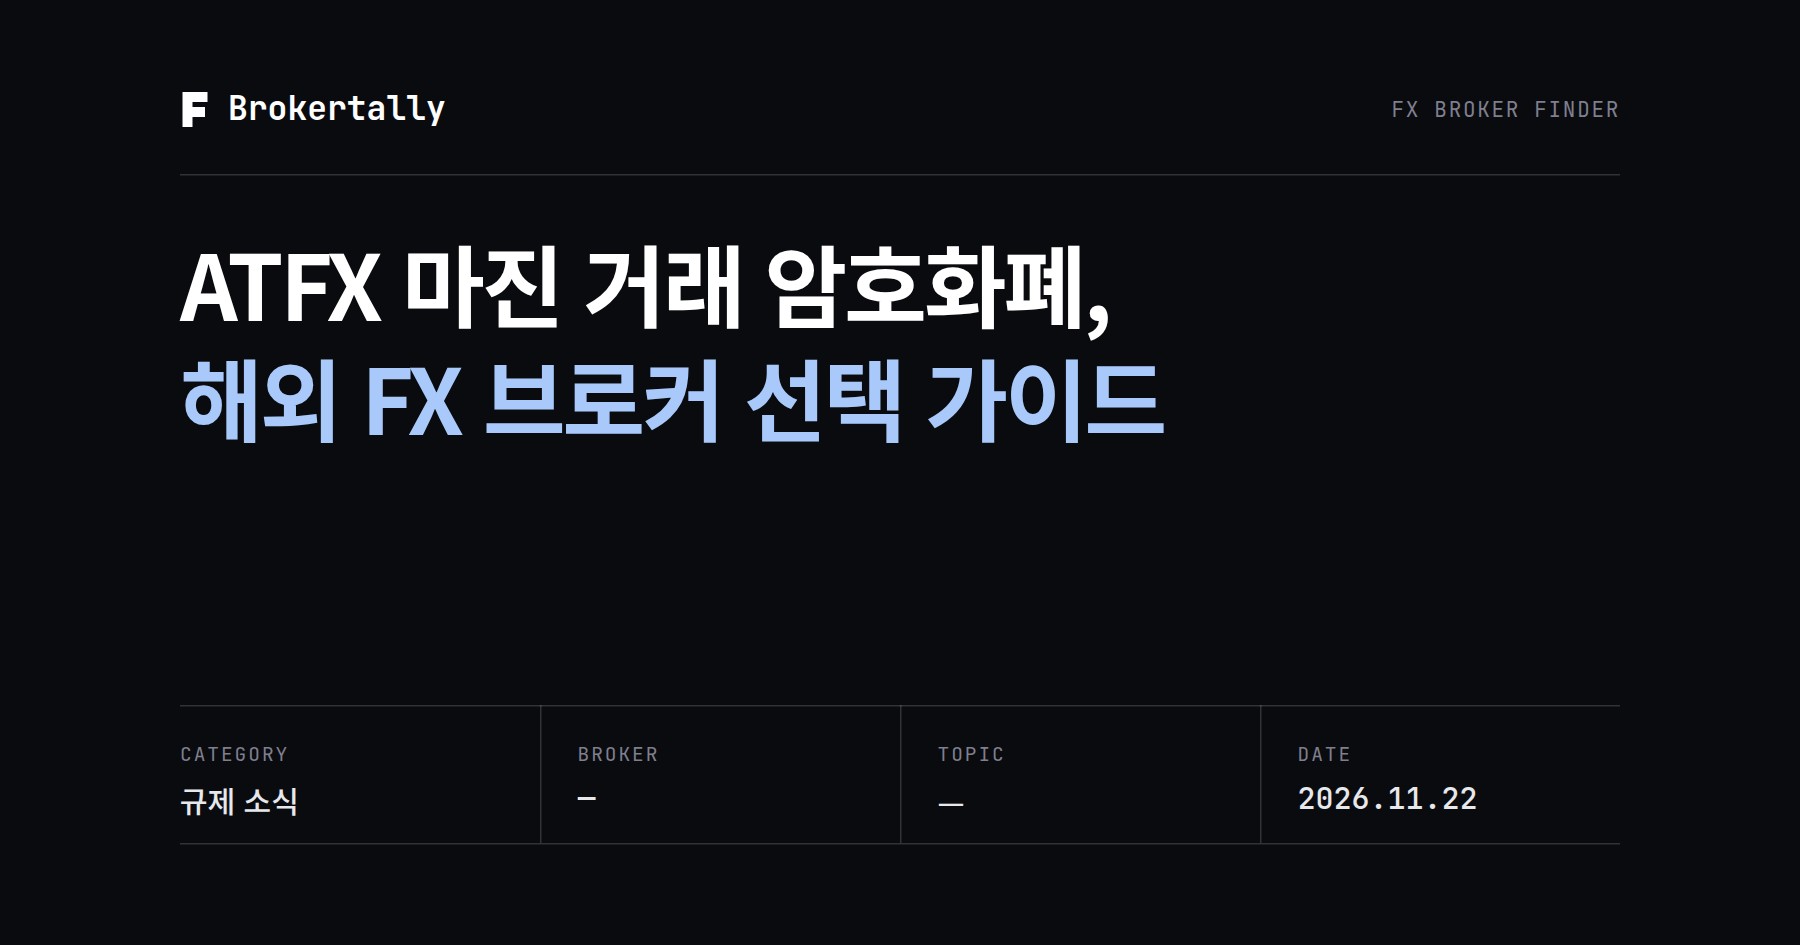 Brokertally
FX BROKER FINDER
ATFX 마진 거래 암호화폐,
해외 FX 브로커 선택 가이드
CATEGORY
규제 소식
BROKER
—
TOPIC
—
DATE
2026.11.22